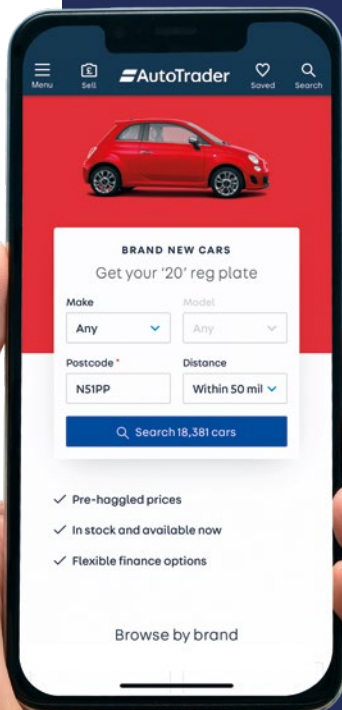 AutoTrader
Menu
Sell
Saved
Search
BRAND NEW CARS
Get your ‘20’ reg plate
Make
Model
Any
Any
Postcode *
Distance
N51PP
Within 50 mil
Search 18,381 cars
✓ Pre-haggled prices
✓ In stock and available now
✓ Flexible finance options
Browse by brand